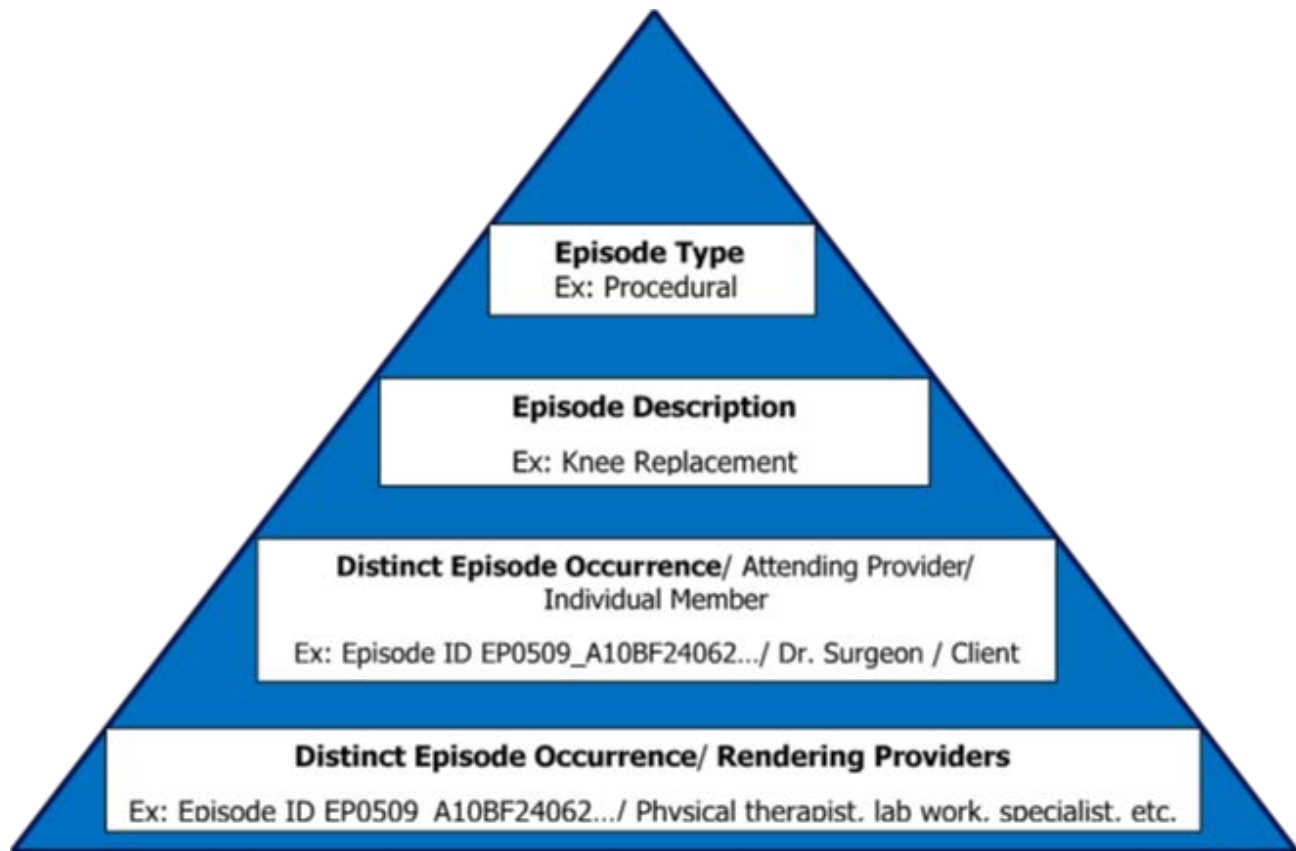 Episode Type
Ex: Procedural
Episode Description
Ex: Knee Replacement
Distinct Episode Occurrence/ Attending Provider/
Individual Member
Ex: Episode ID EP0509_A10BF24062.../ Dr. Surgeon / Client
Distinct Episode Occurrence/ Rendering Providers
Ex: Episode ID EP0509_A10BF24062.../ Physical therapist, lab work, specialist, etc.